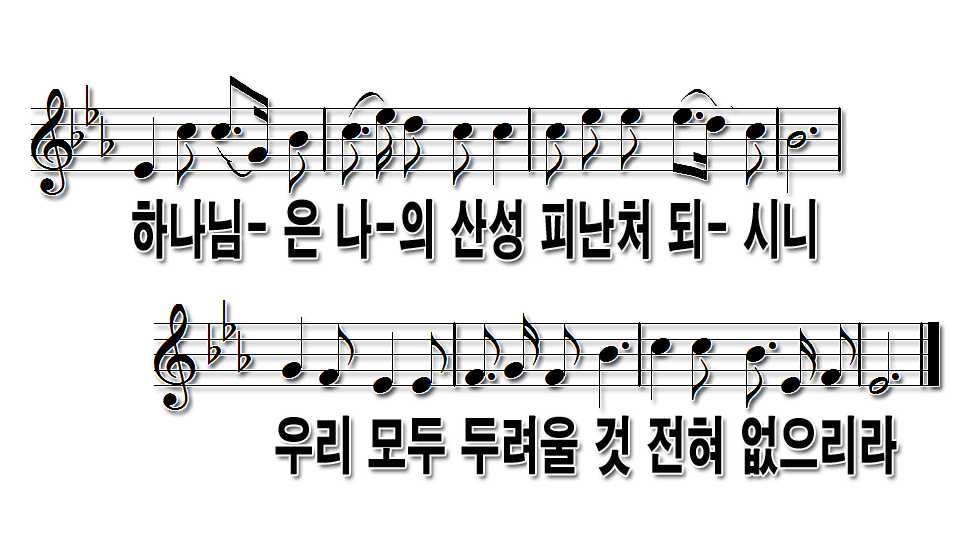 하나님- 은 나-의 산성 피난처 되- 시니
우리 모두 두려울 것 전혀 없으리라